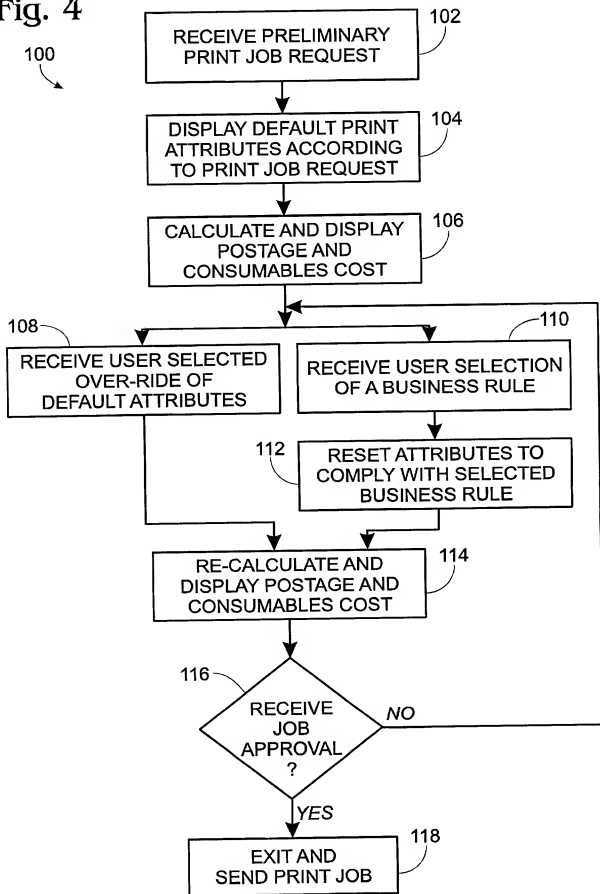 Fig. 4
100
102
RECEIVE PRELIMINARY
PRINT JOB REQUEST
104
DISPLAY DEFAULT PRINT
ATTRIBUTES ACCORDING
TO PRINT JOB REQUEST
106
CALCULATE AND DISPLAY
POSTAGE AND
CONSUMABLES COST
108
RECEIVE USER SELECTED
OVER-RIDE OF
DEFAULT ATTRIBUTES
110
RECEIVE USER SELECTION
OF A BUSINESS RULE
112
RESET ATTRIBUTES TO
COMPLY WITH SELECTED
BUSINESS RULE
114
RE-CALCULATE AND
DISPLAY POSTAGE AND
CONSUMABLES COST
116
RECEIVE
JOB
APPROVAL
?
NO
YES
118
EXIT AND
SEND PRINT JOB